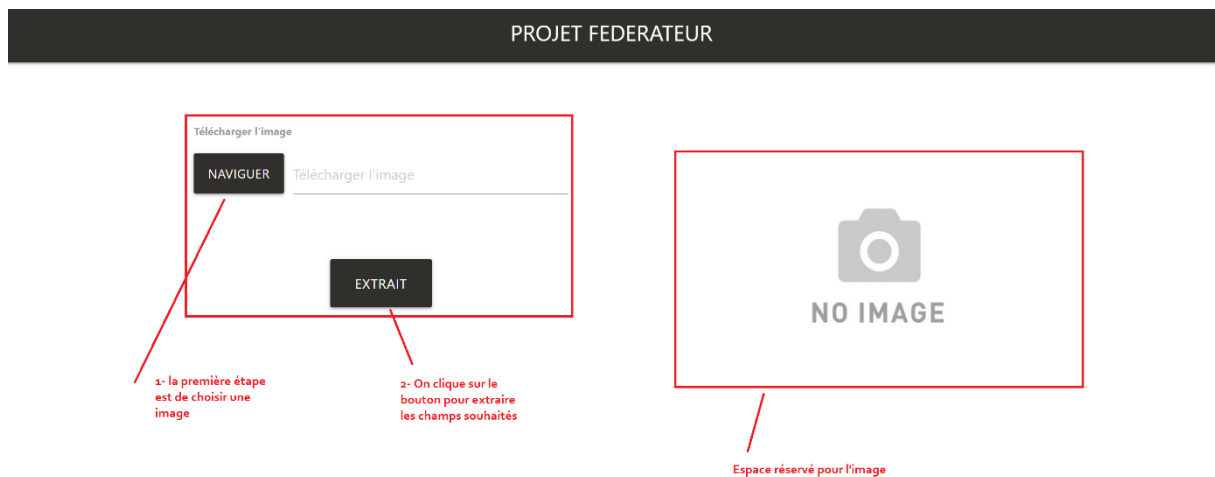 PROJET FEDERATEUR
Télécharger l'image
NAVIGUER
Télécharger l'image
EXTRAIT
NO IMAGE
1- la première étape
est de choisir une
image
2- On clique sur le
bouton pour extraire
les champs souhaités
Espace réservé pour l'image